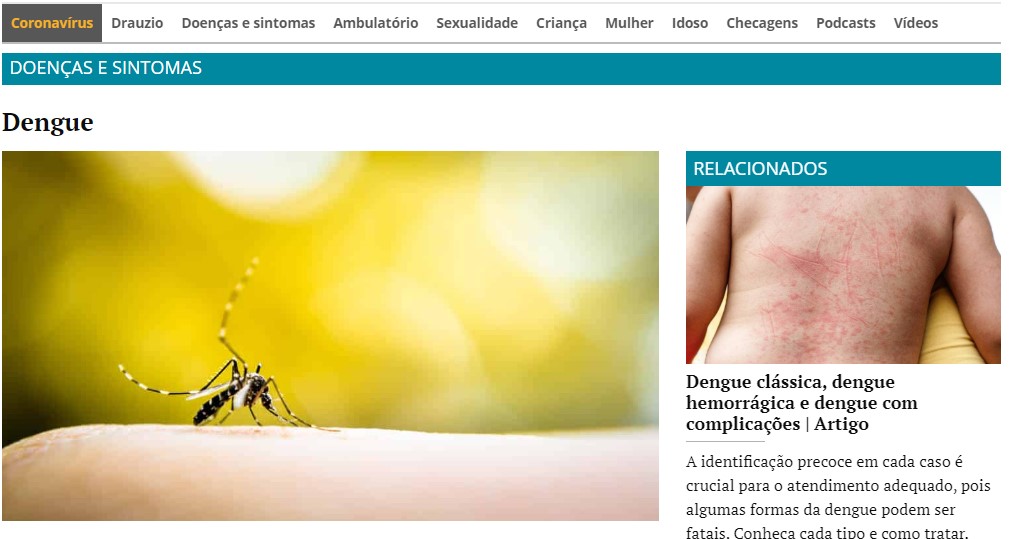 Coronavírus Drauzio Doenças e sintomas Ambulatório Sexualidade Criança Mulher Idoso Checagens Podcasts Vídeos
DOENÇAS E SINTOMAS
Dengue
RELACIONADOS
Dengue clássica, dengue
hemorrágica e dengue com
complicações | Artigo
A identificação precoce em cada caso é
crucial para o atendimento adequado, pois
algumas formas da dengue podem ser
fatais. Conheça cada tipo e como tratar.